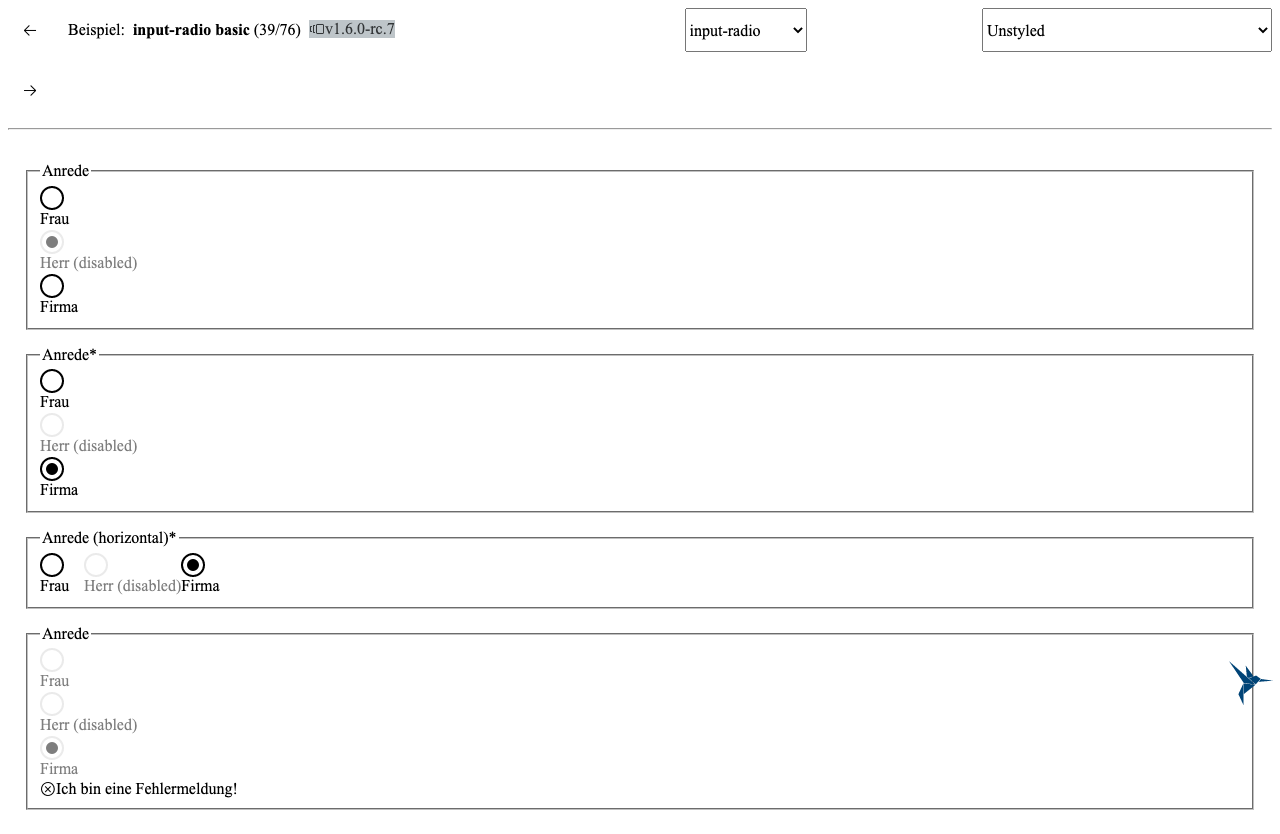 ← Beispiel: input-radio basic (39/76) v1.6.0-rc.7 input-radio Unstyled
→
Anrede
Frau
Herr (disabled)
Firma
Anrede*
Frau
Herr (disabled)
Firma
Anrede (horizontal)*
Frau Herr (disabled) Firma
Anrede
Frau
Herr (disabled)
Firma
Ich bin eine Fehlermeldung!